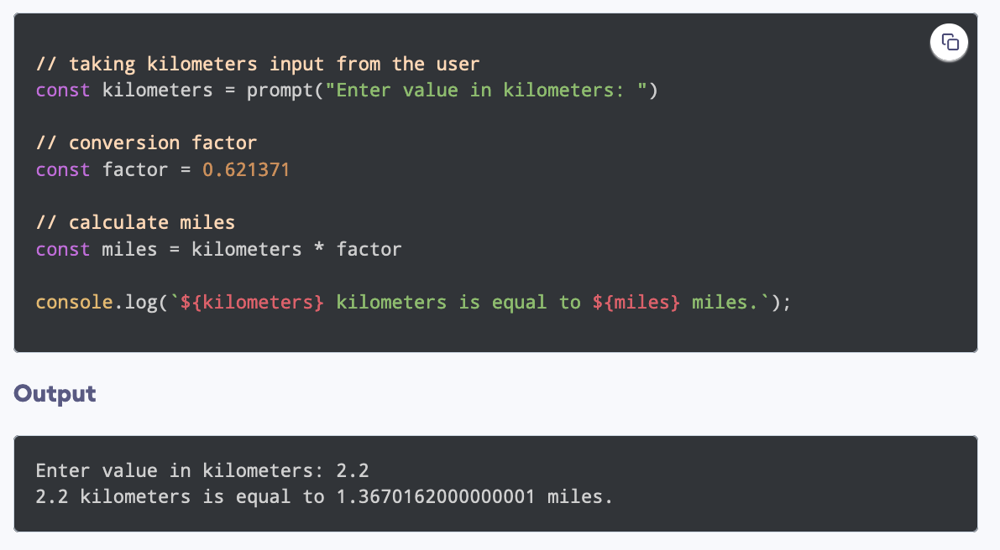 // taking kilometers input from the user
const kilometers = prompt("Enter value in kilometers: ")
// conversion factor
const factor = 0.621371
// calculate miles
const miles = kilometers * factor
console.log(`${kilometers} kilometers is equal to ${miles} miles.`);
Output
Enter value in kilometers: 2.2
2.2 kilometers is equal to 1.3670162000000001 miles.